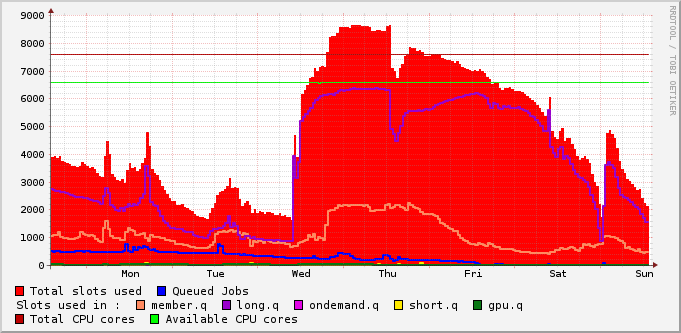 9000
8000
7000
6000
5000
4000
3000
2000
1000
0
Mon Tue Wed Thu Fri Sat Sun
RRDTOOL / TOBI OETIKER
Total slots used Queued Jobs
Slots used in : member.q long.q ondemand.q short.q gpu.q
Total CPU cores Available CPU cores